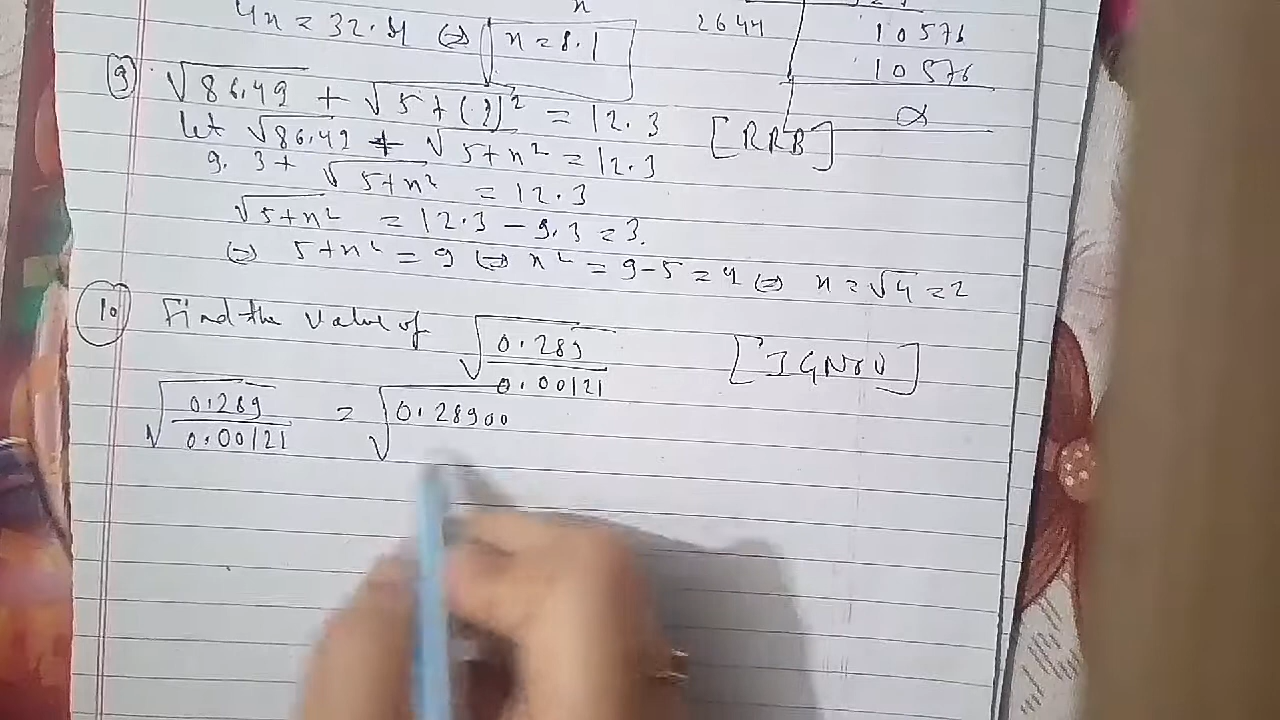 4x = 32.4 ⇔ x = 8.1
2644
10576
10576
9) √86.49 + √5+(?)² = 12.3 [RRB]
let √86.49 + √5+x² = 12.3
9.3 + √5+x² = 12.3
√5+x² = 12.3 - 9.3 = 3.
⇔ 5+x² = 9 ⇔ x² = 9-5 = 4 ⇔ x = √4 = 2
10 Find the value of √0.289/0.00121 [IGNOU]
√0.289/0.00121 = √0.28900